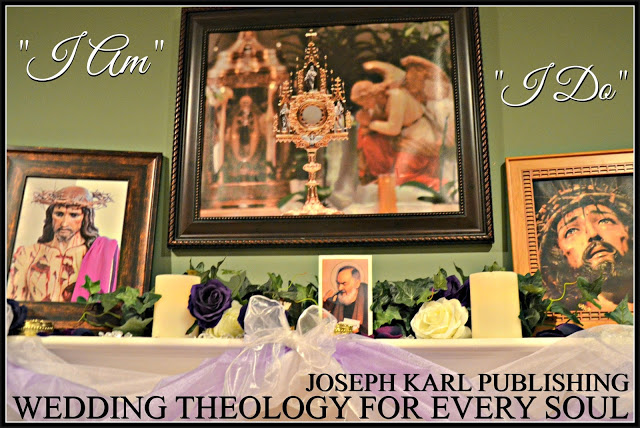 "I Am"
"I Do"
JOSEPH KARL PUBLISHING
WEDDING THEOLOGY FOR EVERY SOUL